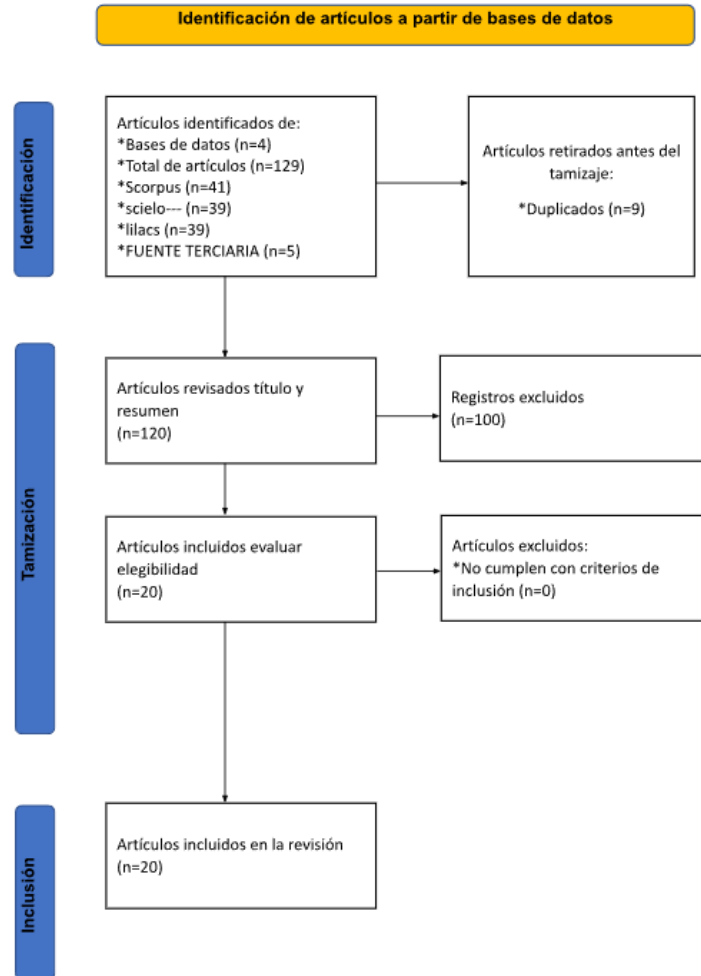 Identificación de artículos a partir de bases de datos
Identificación
Artículos identificados de:
*Bases de datos (n=4)
*Total de artículos (n=129)
*Scorpus (n=41)
*scielo--- (n=39)
*lilacs (n=39)
*FUENTE TERCIARIA (n=5)
Artículos retirados antes del
tamizaje:
*Duplicados (n=9)
Tamización
Artículos revisados título y
resumen
(n=120)
Registros excluidos
(n=100)
Artículos incluidos evaluar
elegibilidad
(n=20)
Artículos excluidos:
*No cumplen con criterios de
inclusión (n=0)
Inclusión
Artículos incluidos en la revisión
(n=20)